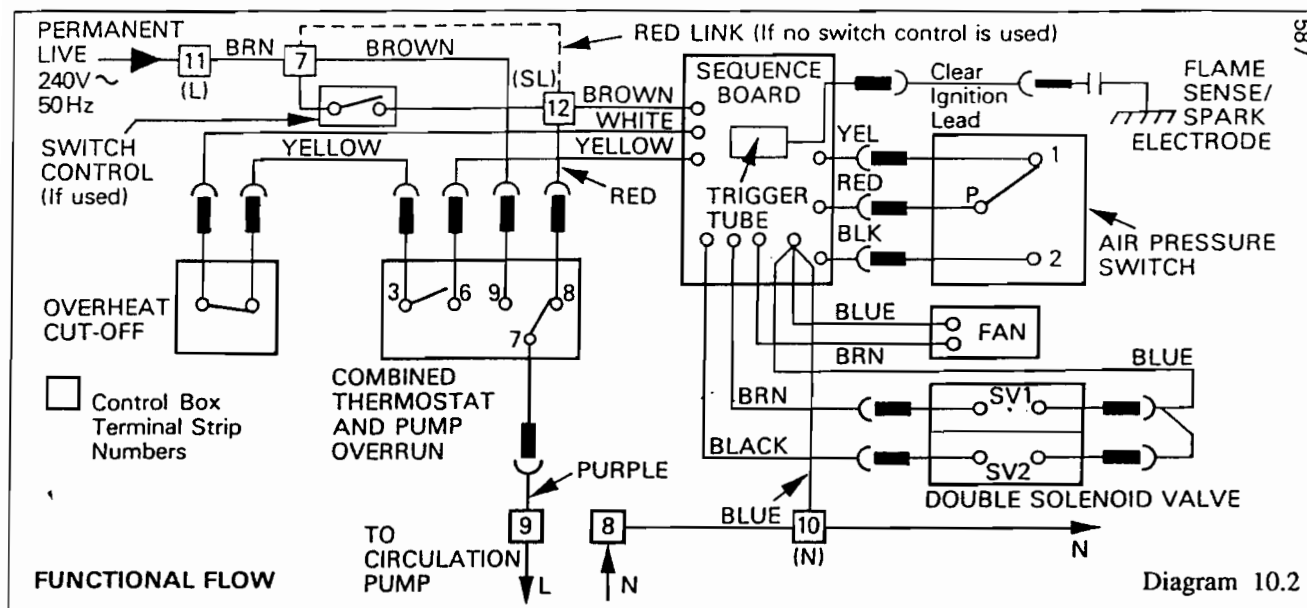 PERMANENT
LIVE
240V ~
50Hz
11
(L)
BRN
7
BROWN
RED LINK (If no switch control is used)
587
(SL)
12
BROWN
WHITE
YELLOW
SWITCH
CONTROL
(If used)
YELLOW
RED
SEQUENCE
BOARD
TRIGGER
TUBE
Clear
Ignition
Lead
FLAME
SENSE/
SPARK
ELECTRODE
YEL
RED
BLK
1
P
2
AIR PRESSURE
SWITCH
OVERHEAT
CUT-OFF
3
6
9
8
7
COMBINED
THERMOSTAT
AND PUMP
OVERRUN
Control Box
Terminal Strip
Numbers
BLUE
FAN
BRN
BLUE
BRN
SV1
BLACK
SV2
DOUBLE SOLENOID VALVE
PURPLE
9
TO
CIRCULATION
PUMP
L
8
N
BLUE
10
(N)
N
FUNCTIONAL FLOW
Diagram 10.2